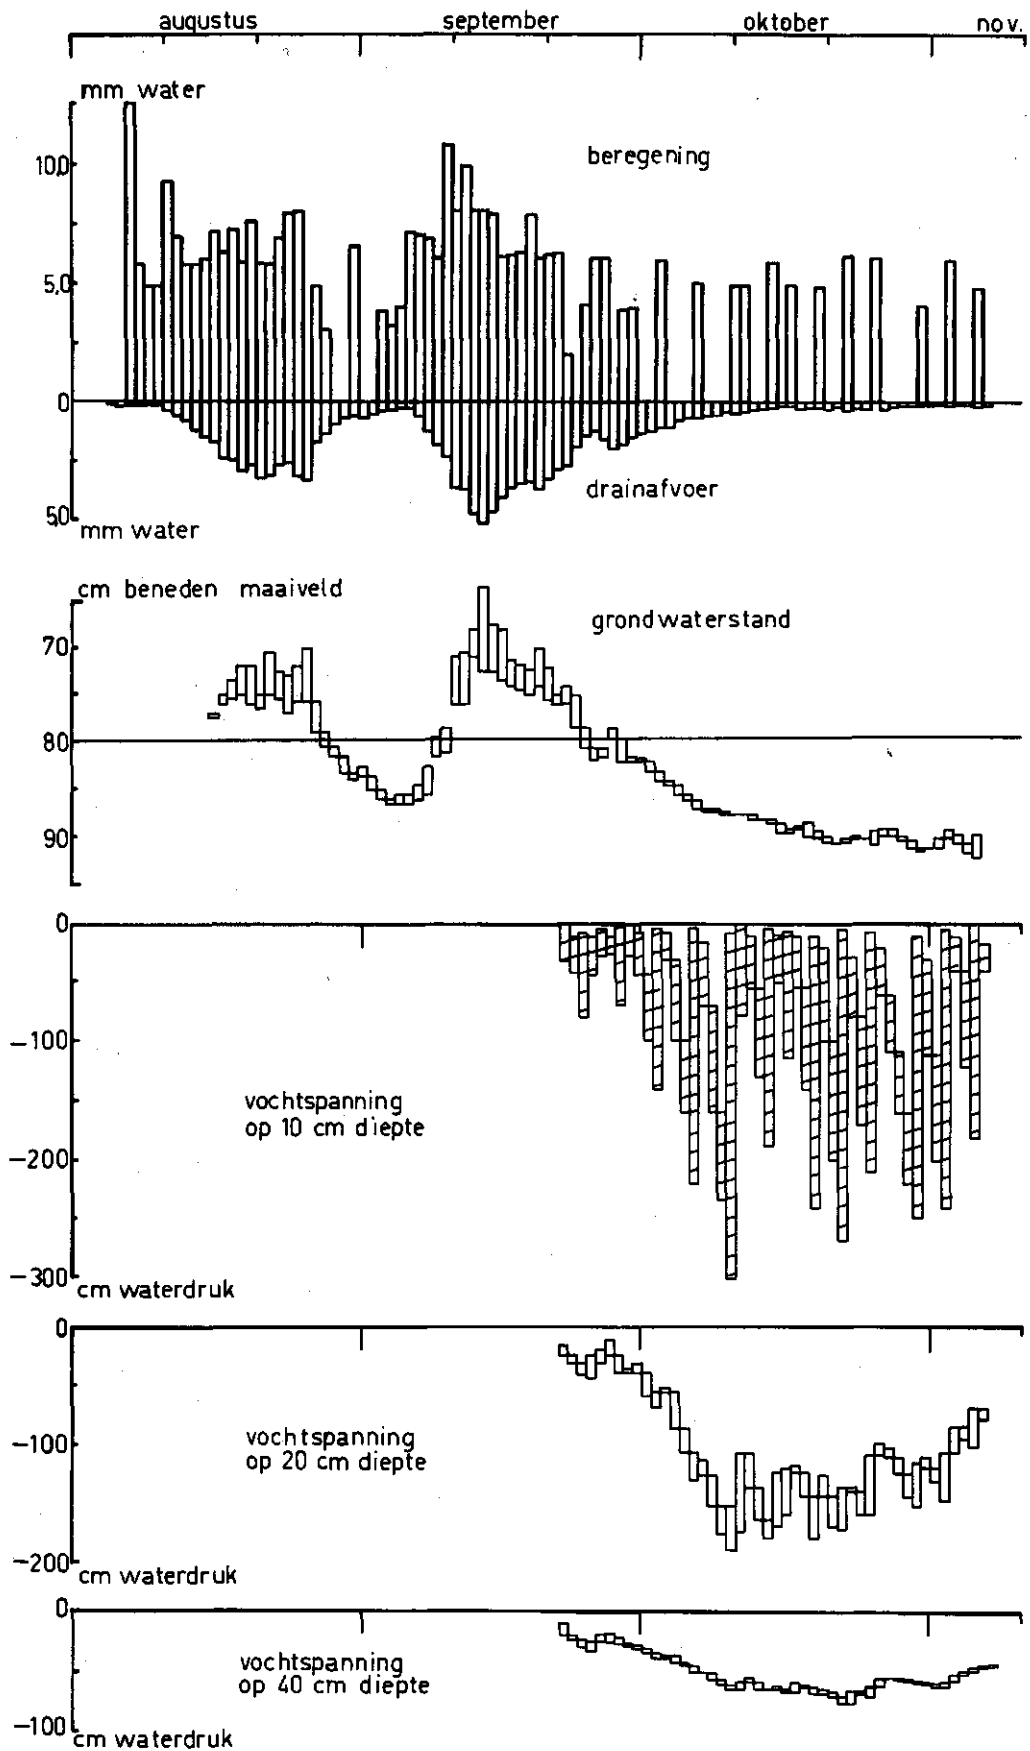 auqustus september oktober nov.
mm water
10,0
beregening
5,0
0
drainafvoer
5,0
mm water
cm beneden maaiveld
grondwaterstand
70
80
90
0
-100
vochtspanning
op 10 cm diepte
-200
-300
cm waterdruk
0
-100
vochtspanning
op 20 cm diepte
-200
cm waterdruk
0
vochtspanning
op 40 cm diepte
-100
cm waterdruk